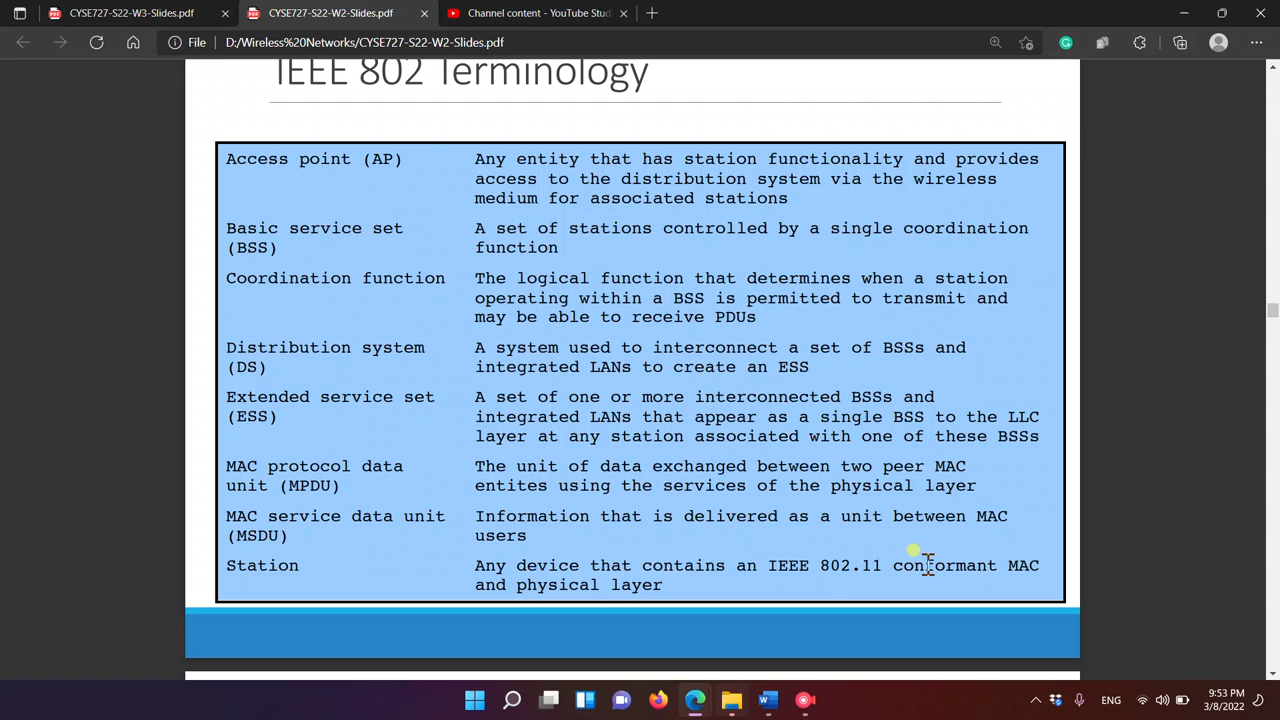 CYSE727-S22-W3-Slides.pdf
CYSE727-S22-W2-Slides.pdf
Channel content - YouTube Stud
File D:/Wireless%20Networks/CYSE727-S22-W2-Slides.pdf
IEEE 802 Terminology
Access point (AP) Any entity that has station functionality and provides
access to the distribution system via the wireless
medium for associated stations
Basic service set A set of stations controlled by a single coordination
(BSS) function
Coordination function The logical function that determines when a station
operating within a BSS is permitted to transmit and
may be able to receive PDUs
Distribution system A system used to interconnect a set of BSSs and
(DS) integrated LANs to create an ESS
Extended service set A set of one or more interconnected BSSs and
(ESS) integrated LANs that appear as a single BSS to the LLC
layer at any station associated with one of these BSSs
MAC protocol data The unit of data exchanged between two peer MAC
unit (MPDU) entites using the services of the physical layer
MAC service data unit Information that is delivered as a unit between MAC
(MSDU) users
Station Any device that contains an IEEE 802.11 conformant MAC
and physical layer
ENG
9:53 PM
3/8/2022